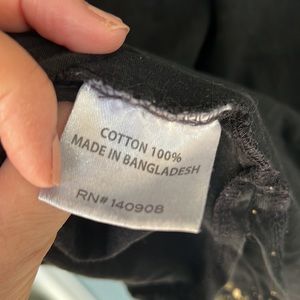 COTTON 100%
MADE IN BANGLADESH
RN# 140908